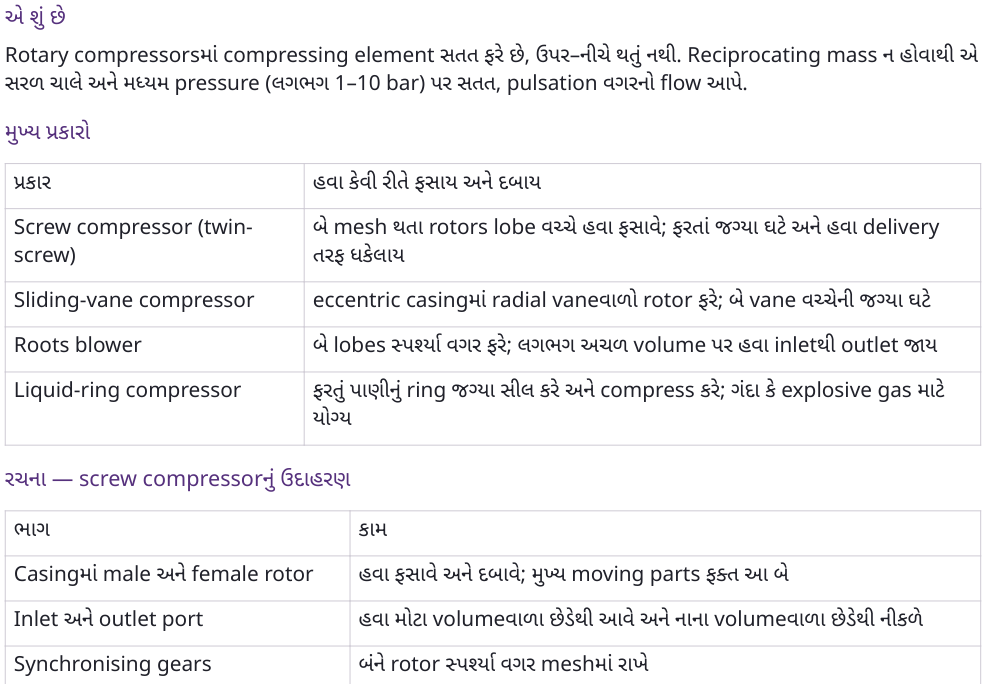 એ શું છે
Rotary compressorsમાં compressing element સતત ફરે છે, ઉપર–નીચે થતું નથી. Reciprocating mass ન હોવાથી એ
સરળ ચાલે અને મધ્યમ pressure (લગભગ 1–10 bar) પર સતત, pulsation વગરનો flow આપે.
મુખ્ય પ્રકારો
પ્રકાર	હવા કેવી રીતે ફસાય અને દબાય
Screw compressor (twin-	બે mesh થતા rotors lobe વચ્ચે હવા ફસાવે; ફરતાં જગ્યા ઘટે અને હવા delivery
screw)	તરફ ધકેલાય
Sliding-vane compressor	eccentric casingમાં radial vaneવાળો rotor ફરે; બે vane વચ્ચેની જગ્યા ઘટે
Roots blower	બે lobes સ્પર્શ્યા વગર ફરે; લગભગ અચળ volume પર હવા inletથી outlet જાય
Liquid-ring compressor	ફરતું પાણીનું ring જગ્યા સીલ કરે અને compress કરે; ગંદા કે explosive gas માટે
યોગ્ય
રચના — screw compressorનું ઉદાહરણ
ભાગ	કામ
Casingમાં male અને female rotor	હવા ફસાવે અને દબાવે; મુખ્ય moving parts ફક્ત આ બે
Inlet અને outlet port	હવા મોટા volumeવાળા છેડેથી આવે અને નાના volumeવાળા છેડેથી નીકળે
Synchronising gears	બંને rotor સ્પર્શ્યા વગર meshમાં રાખે